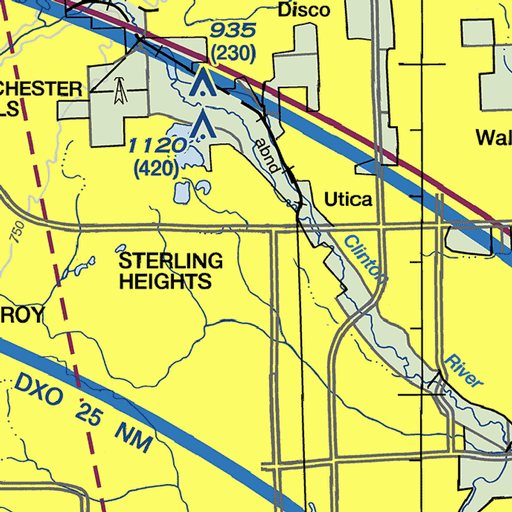 Disco
935
(230)
CHESTER
LS
1120
(420)
abnd
Wal
Utica
750
Clinton
STERLING
HEIGHTS
ROY
River
DXO 25 NM